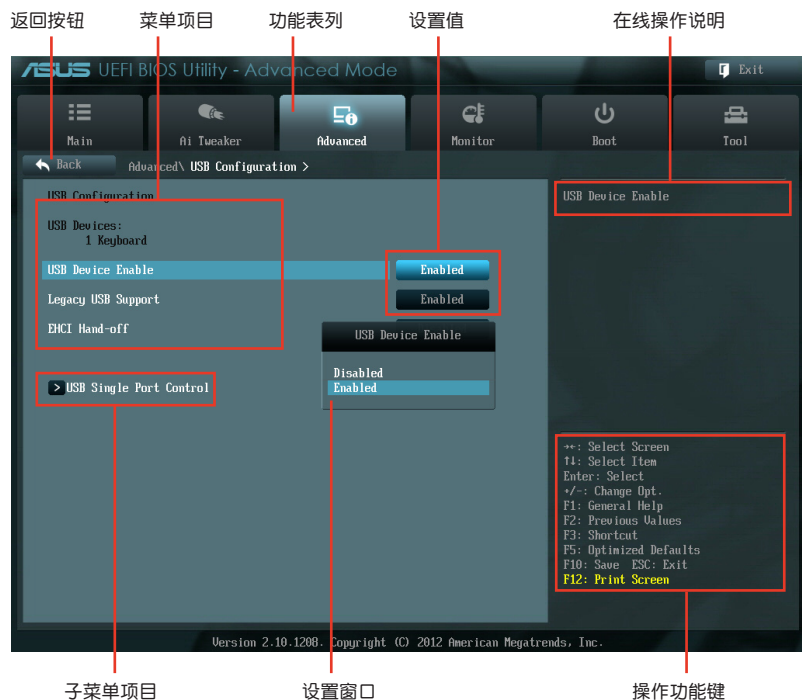 返回按钮 菜单项目 功能表列 设置值 在线操作说明
ASUS UEFI BIOS Utility - Advanced Mode
Exit
Main Ai Tweaker Advanced Monitor Boot Tool
Back Advanced\ USB Configuration >
USB Configuration
USB Device Enable
USB Devices:
1 Keyboard
USB Device Enable Enabled
Legacy USB Support Enabled
EHCI Hand-off
USB Device Enable
Disabled
Enabled
> USB Single Port Control
→←: Select Screen
↑↓: Select Item
Enter: Select
+/-: Change Opt.
F1: General Help
F2: Previous Values
F3: Shortcut
F5: Optimized Defaults
F10: Save ESC: Exit
F12: Print Screen
Version 2.10.1208. Copyright (C) 2012 American Megatrends, Inc.
子菜单项目 设置窗口 操作功能键